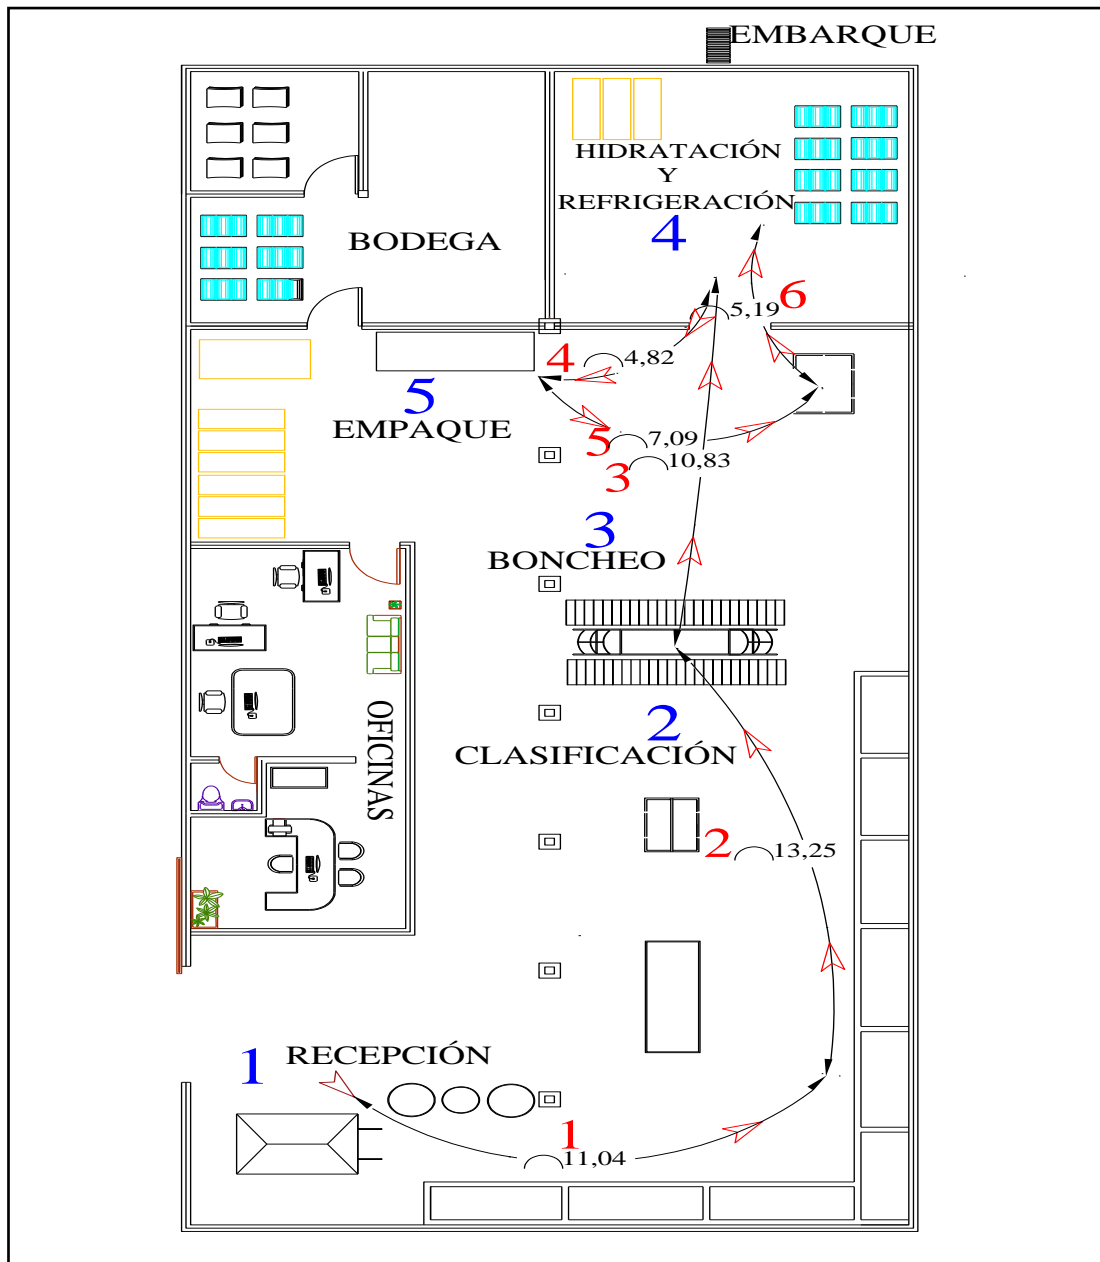 EMBARQUE
HIDRATACIÓN
Y
REFRIGERACIÓN
4
BODEGA
6
5,19
4
4,82
5
EMPAQUE
5
7,09
3
10,83
3
BONCHEO
2
CLASIFICACIÓN
OFICINAS
2
13,25
1
RECEPCIÓN
1
11,04